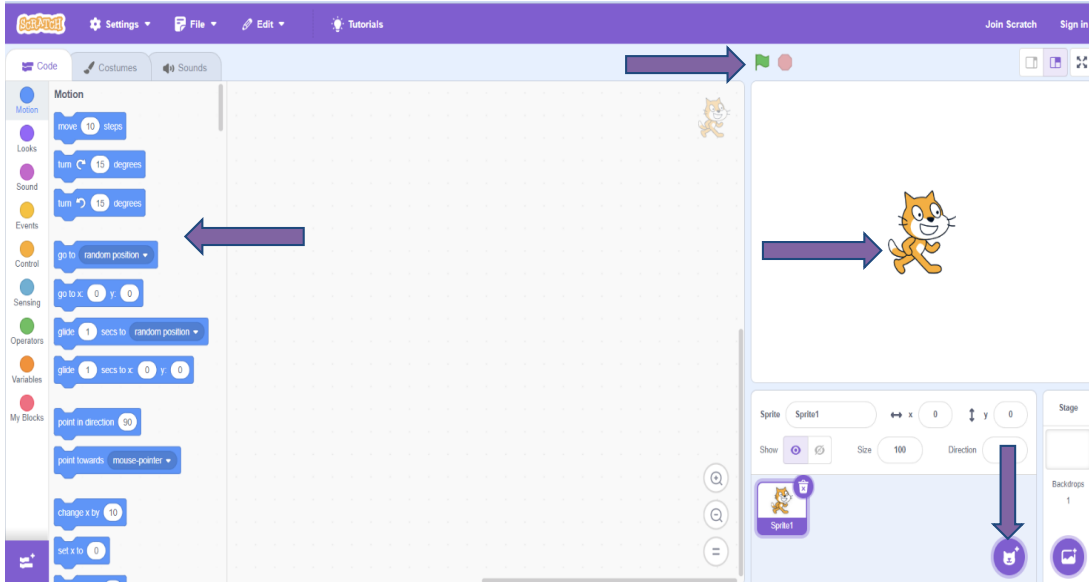 SCRATCH Settings File Edit Tutorials Join Scratch Sign in
Code Costumes Sounds
Motion
Looks
Sound
Events
Control
Sensing
Operators
Variables
My Blocks
Motion
move 10 steps
turn 15 degrees
turn 15 degrees
go to random position
go to x: 0 y: 0
glide 1 secs to random position
glide 1 secs to x: 0 y: 0
point in direction 90
point towards mouse-pointer
change x by 10
set x to 0
Sprite Sprite1 x 0 y 0
Show Size 100 Direction
Sprite1
Stage
Backdrops
1